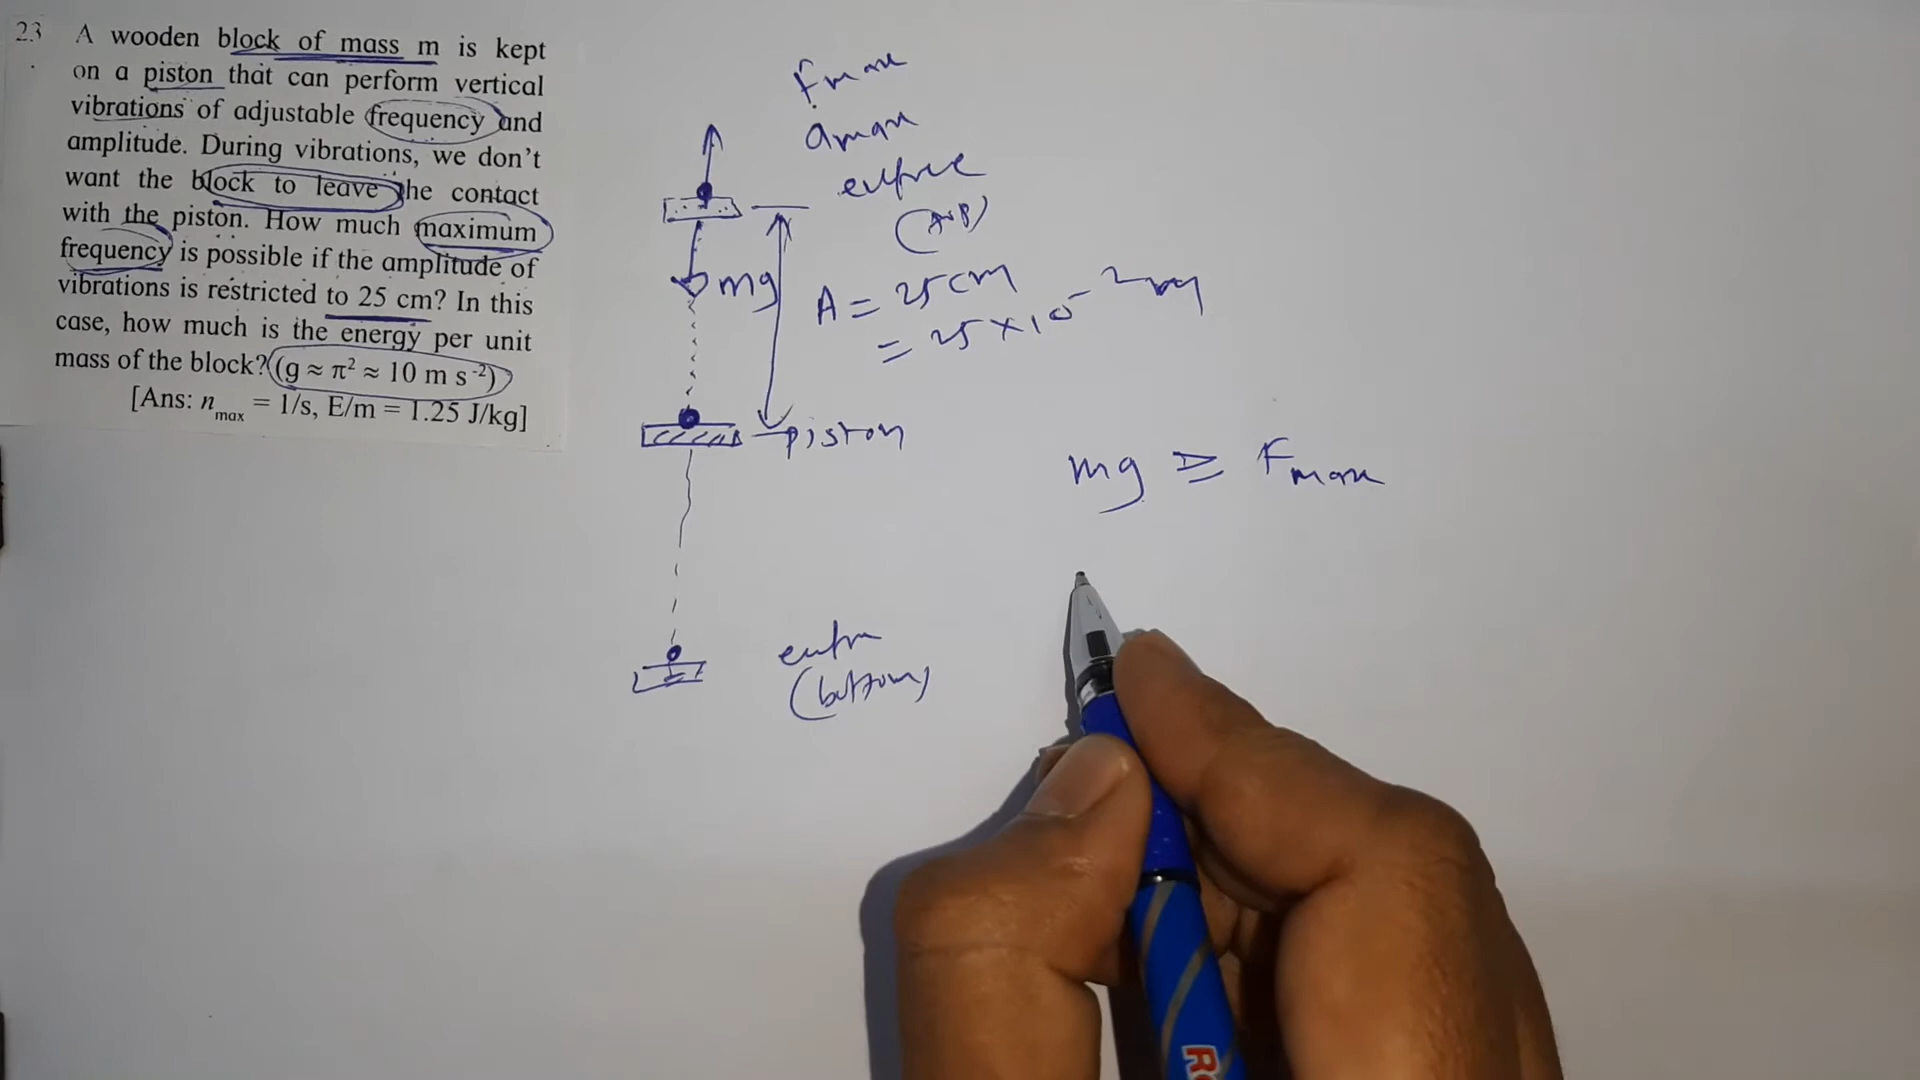 23 A wooden block of mass m is kept
on a piston that can perform vertical
vibrations of adjustable frequency and
amplitude. During vibrations, we don't
want the block to leave the contact
with the piston. How much maximum
frequency is possible if the amplitude of
vibrations is restricted to 25 cm? In this
case, how much is the energy per unit
mass of the block? (g ≈ π² ≈ 10 m s⁻²)
[Ans: n_max = 1/s, E/m = 1.25 J/kg]
Fmax
amax
mg
A = 25 cm
= 25 × 10⁻²
piston
mg ≥ Fmax
(bottom)